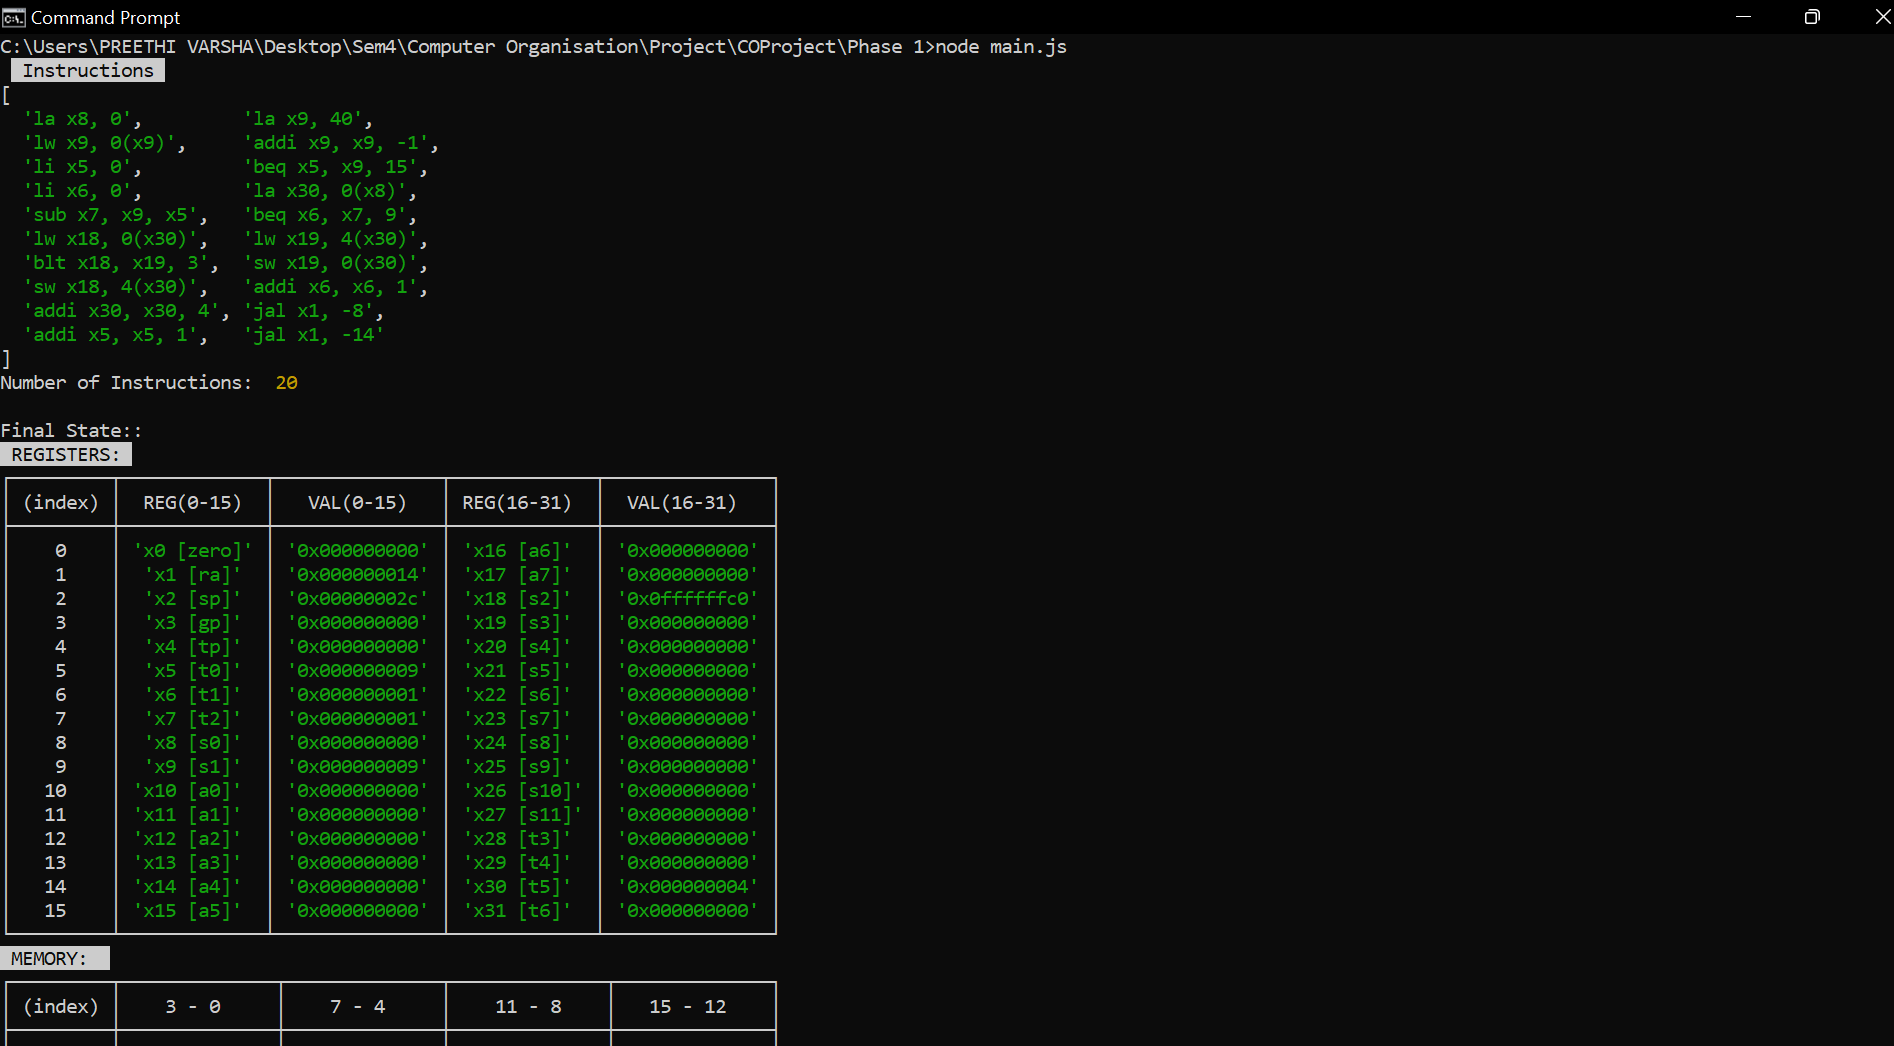 Command Prompt
C:\Users\PREETHI VARSHA\Desktop\Sem4\Computer Organisation\Project\COProject\Phase 1>node main.js
Instructions
[
'la x8, 0', 'la x9, 40',
'lw x9, 0(x9)', 'addi x9, x9, -1',
'li x5, 0', 'beq x5, x9, 15',
'li x6, 0', 'la x30, 0(x8)',
'sub x7, x9, x5', 'beq x6, x7, 9',
'lw x18, 0(x30)', 'lw x19, 4(x30)',
'blt x18, x19, 3', 'sw x19, 0(x30)',
'sw x18, 4(x30)', 'addi x6, x6, 1',
'addi x30, x30, 4', 'jal x1, -8',
'addi x5, x5, 1', 'jal x1, -14'
]
Number of Instructions: 20
Final State::
REGISTERS:
(index) REG(0-15) VAL(0-15) REG(16-31) VAL(16-31)
0 'x0 [zero]' '0x000000000' 'x16 [a6]' '0x000000000'
1 'x1 [ra]' '0x000000014' 'x17 [a7]' '0x000000000'
2 'x2 [sp]' '0x00000002c' 'x18 [s2]' '0x0ffffffc0'
3 'x3 [gp]' '0x000000000' 'x19 [s3]' '0x000000000'
4 'x4 [tp]' '0x000000000' 'x20 [s4]' '0x000000000'
5 'x5 [t0]' '0x000000009' 'x21 [s5]' '0x000000000'
6 'x6 [t1]' '0x000000001' 'x22 [s6]' '0x000000000'
7 'x7 [t2]' '0x000000001' 'x23 [s7]' '0x000000000'
8 'x8 [s0]' '0x000000000' 'x24 [s8]' '0x000000000'
9 'x9 [s1]' '0x000000009' 'x25 [s9]' '0x000000000'
10 'x10 [a0]' '0x000000000' 'x26 [s10]' '0x000000000'
11 'x11 [a1]' '0x000000000' 'x27 [s11]' '0x000000000'
12 'x12 [a2]' '0x000000000' 'x28 [t3]' '0x000000000'
13 'x13 [a3]' '0x000000000' 'x29 [t4]' '0x000000000'
14 'x14 [a4]' '0x000000000' 'x30 [t5]' '0x000000004'
15 'x15 [a5]' '0x000000000' 'x31 [t6]' '0x000000000'
MEMORY:
(index) 3 - 0 7 - 4 11 - 8 15 - 12